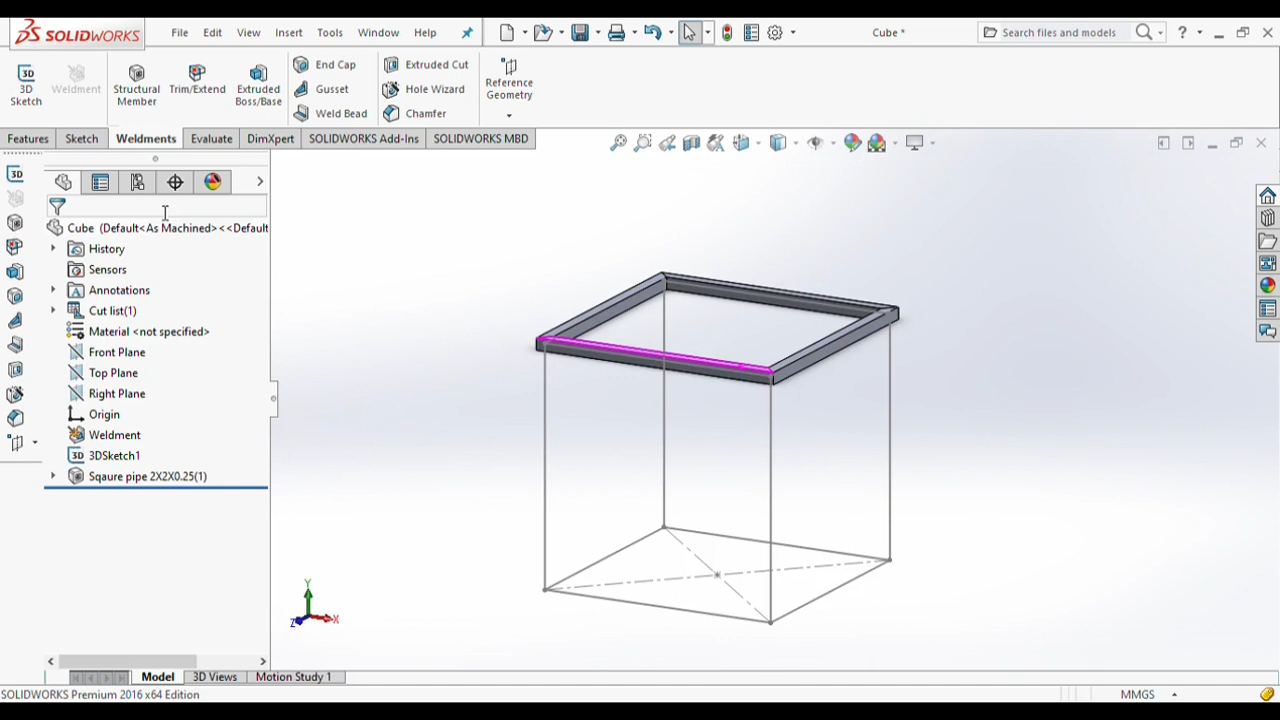 SOLIDWORKS
File Edit View Insert Tools Window Help
Cube *
Search files and models
3D Sketch
Weldment
Structural Member
Trim/Extend
Extruded Boss/Base
End Cap
Gusset
Weld Bead
Extruded Cut
Hole Wizard
Chamfer
Reference Geometry
Features Sketch Weldments Evaluate DimXpert SOLIDWORKS Add-Ins SOLIDWORKS MBD
3D
Cube (Default<As Machined><<Default
History
Sensors
A Annotations
Cut list(1)
Material <not specified>
Front Plane
Top Plane
Right Plane
Origin
Weldment
3D 3DSketch1
Sqaure pipe 2X2X0.25(1)
Y
Z X
Model 3D Views Motion Study 1
SOLIDWORKS Premium 2016 x64 Edition
MMGS